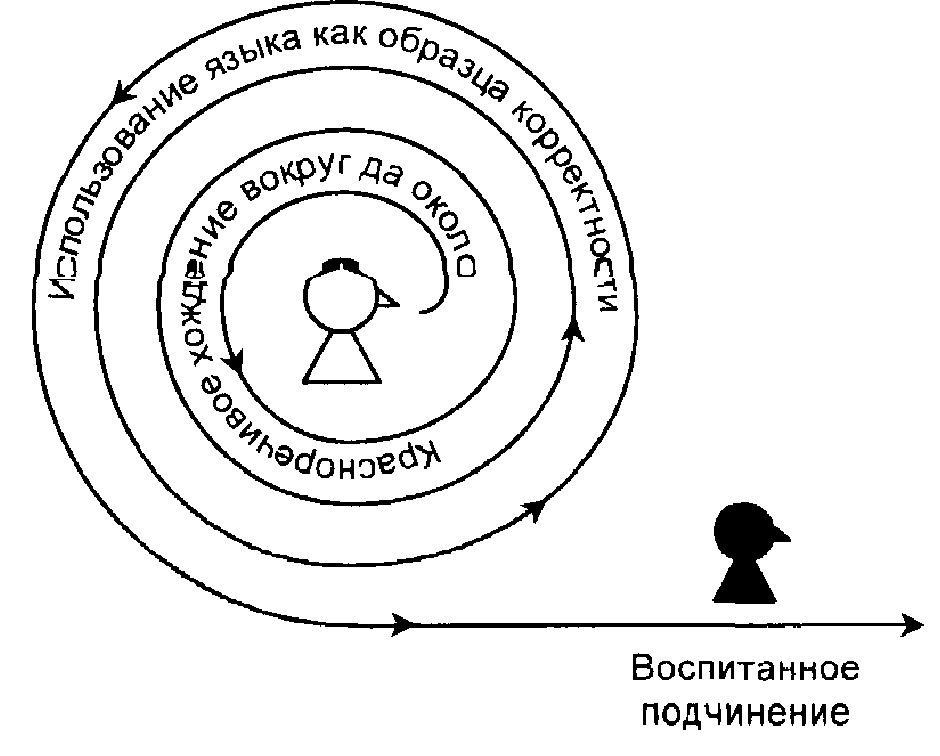 Использование языка как образца корректности
Красноречивое хождение вокруг да около
Воспитанное
подчинение